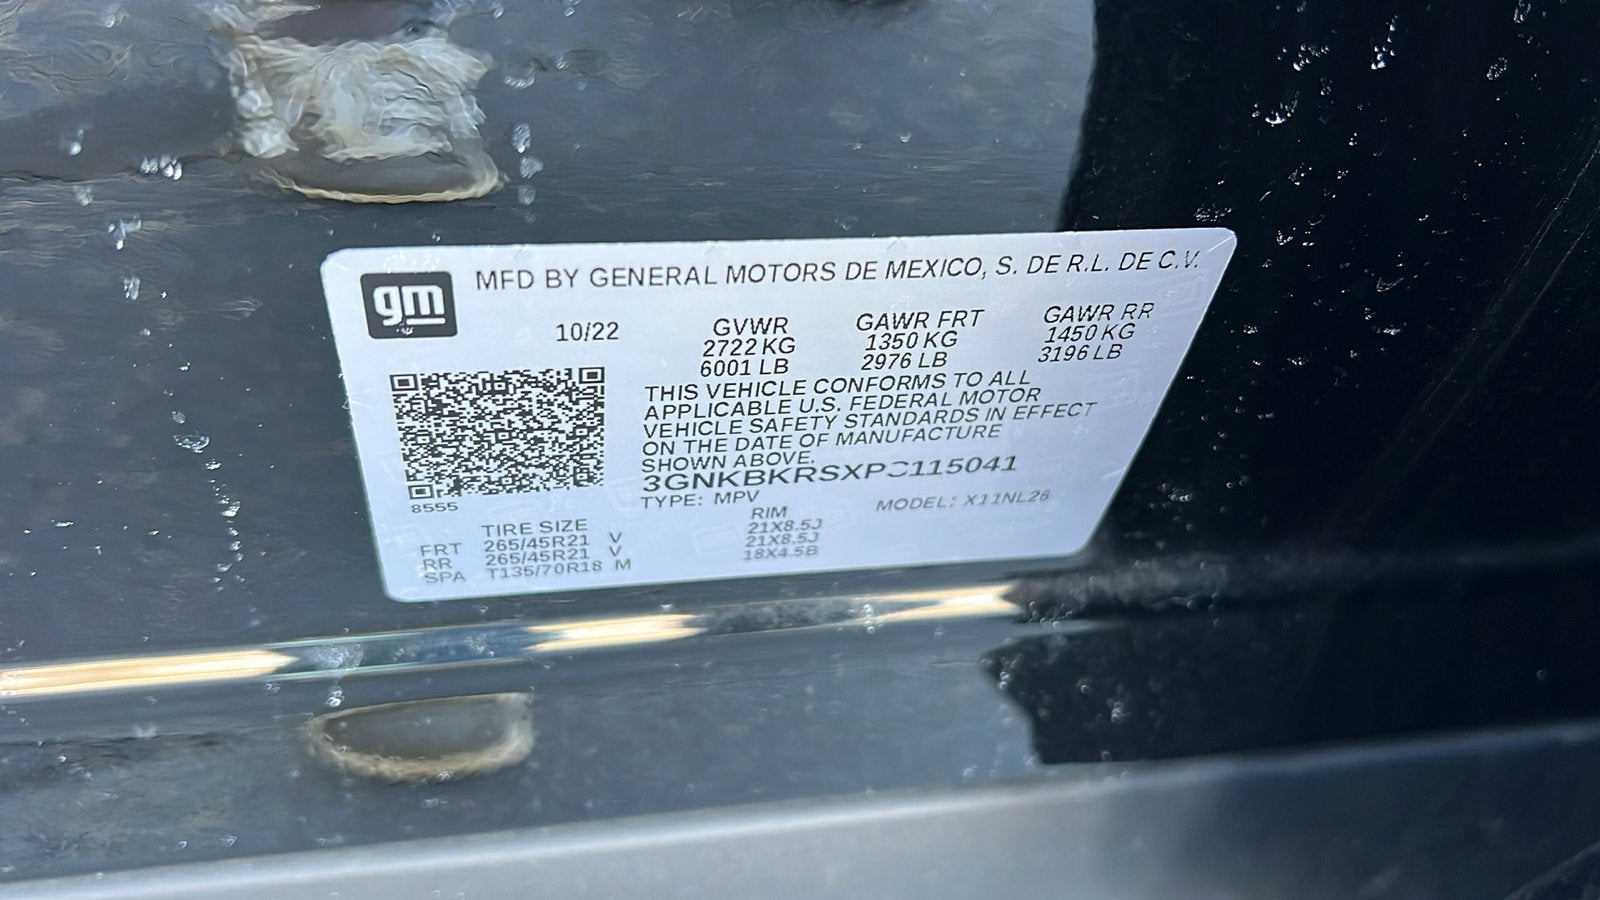 gm
MFD BY GENERAL MOTORS DE MEXICO, S. DE R.L. DE C.V.
10/22
GVWR GAWR FRT GAWR RR
2722 KG 1350 KG 1450 KG
6001 LB 2976 LB 3196 LB
THIS VEHICLE CONFORMS TO ALL
APPLICABLE U.S. FEDERAL MOTOR
VEHICLE SAFETY STANDARDS IN EFFECT
ON THE DATE OF MANUFACTURE
SHOWN ABOVE.
TYPE: MPV MODEL: X11NL26
8555
TIRE SIZE RIM
FRT 265/45R21 V 21X8.5J
RR 265/45R21 V 21X8.5J
SPA T135/70R18 M 18X4.5B